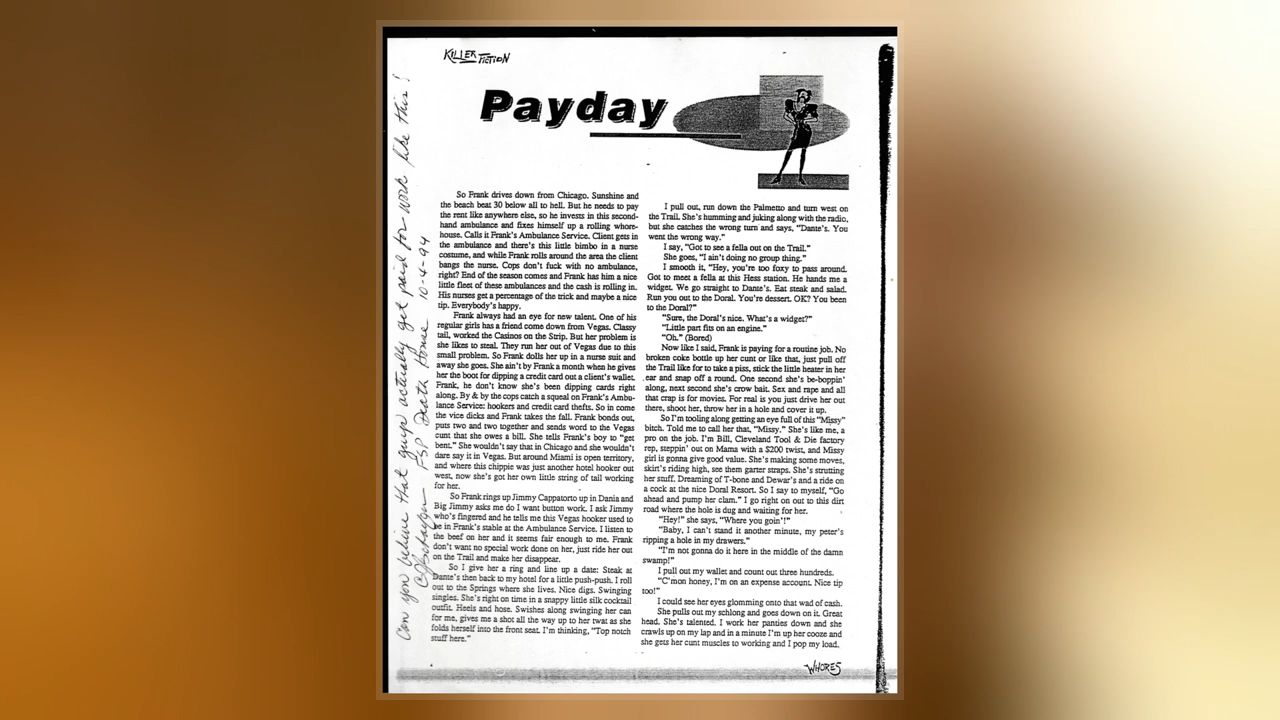 KILLER FICTION
Payday
So Frank drives down from Chicago. Sunshine and
the beach beat 30 below all to hell. But he needs to pay
the rent like anywhere else, so he invests in this second-
hand ambulance and fixes himself up a rolling whore-
house. Calls it Frank's Ambulance Service. Client gets in
the ambulance and there's this little bimbo in a nurse
costume, and while Frank rolls around the area the client
bangs the nurse. Cops don't fuck with no ambulance,
right? End of the season comes and Frank has him a nice
little fleet of these ambulances and the cash is rolling in.
His nurses get a percentage of the trick and maybe a nice
tip. Everybody's happy.
Frank always had an eye for new talent. One of his
regular girls has a friend come down from Vegas. Classy
tail, worked the Casinos on the Strip. But her problem is
she likes to steal. They run her out of Vegas due to this
small problem. So Frank dolls her up in a nurse suit and
away she goes. She ain't by Frank a month when he gives
her the boot for dipping a credit card out a client's wallet.
Frank, he don't know she's been dipping cards right
along. By & by the cops catch a squeal on Frank's Ambu-
lance Service: hookers and credit card thefts. So in come
the vice dicks and Frank takes the fall. Frank bonds out,
puts two and two together and sends word to the Vegas
cunt that she owes a bill. She tells Frank's boy to "get
bent." She wouldn't say that in Chicago and she wouldn't
dare say it in Vegas. But around Miami is open territory,
and where this chippie was just another hotel hooker out
west, now she's got her own little string of tail working
for her.
So Frank rings up Jimmy Cappatorto up in Dania and
Big Jimmy asks me do I want button work. I ask Jimmy
who's fingered and he tells me this Vegas hooker used to
be in Frank's stable at the Ambulance Service. I listen to
the beef on her and it seems fair enough to me. Frank
don't want no special work done on her, just ride her out
on the Trail and make her disappear.
So I give her a ring and line up a date: Steak at
Dante's then back to my hotel for a little push-push. I roll
out to the Springs where she lives. Nice digs. Swinging
singles. She's right on time in a snappy little silk cocktail
outfit. Heels and hose. Swishes along swinging her can
for me, gives me a shot all the way up to her twat as she
folds herself into the front seat. I'm thinking, "Top notch
stuff here."
I pull out, run down the Palmetto and turn west on
the Trail. She's humming and juking along with the radio,
but she catches the wrong turn and says, "Dante's. You
went the wrong way."
I say, "Got to see a fella out on the Trail."
She goes, "I ain't doing no group thing."
I smooth it, "Hey, you're too foxy to pass around.
Got to meet a fella at this Hess station. He hands me a
widget. We go straight to Dante's. Eat steak and salad.
Run you out to the Doral. You're dessert. OK? You been
to the Doral?"
"Sure, the Doral's nice. What's a widget?"
"Little part fits on an engine."
"Oh." (Bored)
Now like I said, Frank is paying for a routine job. No
broken coke bottle up her cunt or like that, just pull off
the Trail like for to take a piss, stick the little heater in her
ear and snap off a round. One second she's be-boppin'
along, next second she's crow bait. Sex and rape and all
that crap is for movies. For real is you just drive her out
there, shoot her, throw her in a hole and cover it up.
So I'm tooling along getting an eye full of this "Missy"
bitch. Told me to call her that, "Missy." She's like me, a
pro on the job. I'm Bill, Cleveland Tool & Die factory
rep, steppin' out on Mama with a $200 twist, and Missy
girl is gonna give good value. She's making some moves,
skirt's riding high, see them garter straps. She's strutting
her stuff. Dreaming of T-bone and Dewar's and a ride on
a cock at the nice Doral Resort. So I say to myself, "Go
ahead and pump her clam." I go right on out to this dirt
road where the hole is dug and waiting for her.
"Hey!" she says, "Where you goin'!"
"Baby, I can't stand it another minute, my peter's
ripping a hole in my drawers."
"I'm not gonna do it here in the middle of the damn
swamp!"
I pull out my wallet and count out three hundreds.
"C'mon honey, I'm on an expense account. Nice tip
too!"
I could see her eyes glomming onto that wad of cash.
She pulls out my schlong and goes down on it. Great
head. She's talented. I work her panties down and she
crawls up on my lap and in a minute I'm up her cooze and
she gets her cunt muscles to working and I pop my load.
WHORES
Can you believe that guys actually get paid for work like this!
FSP Death House 10-4-94